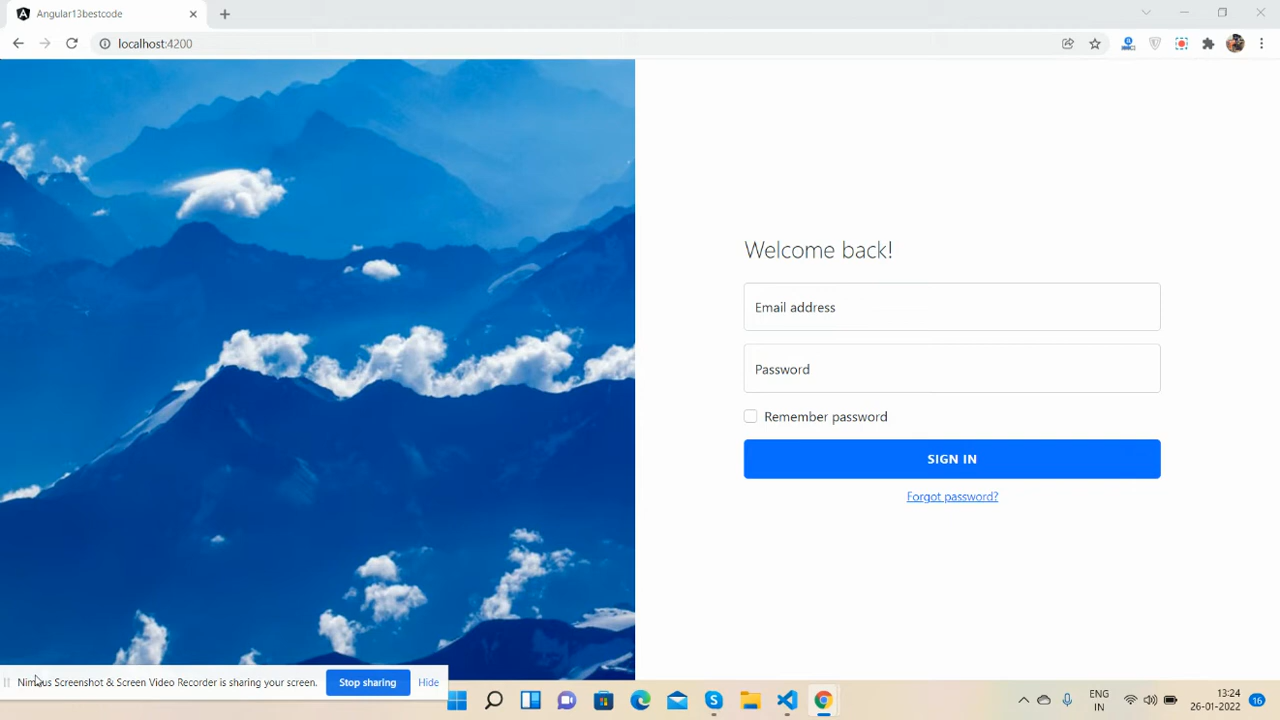 Angular13bestcode
localhost:4200
Welcome back!
Email address
Password
Remember password
SIGN IN
Forgot password?
Nimbus Screenshot & Screen Video Recorder is sharing your screen.
Stop sharing
Hide
ENG
IN
13:24
26-01-2022
16